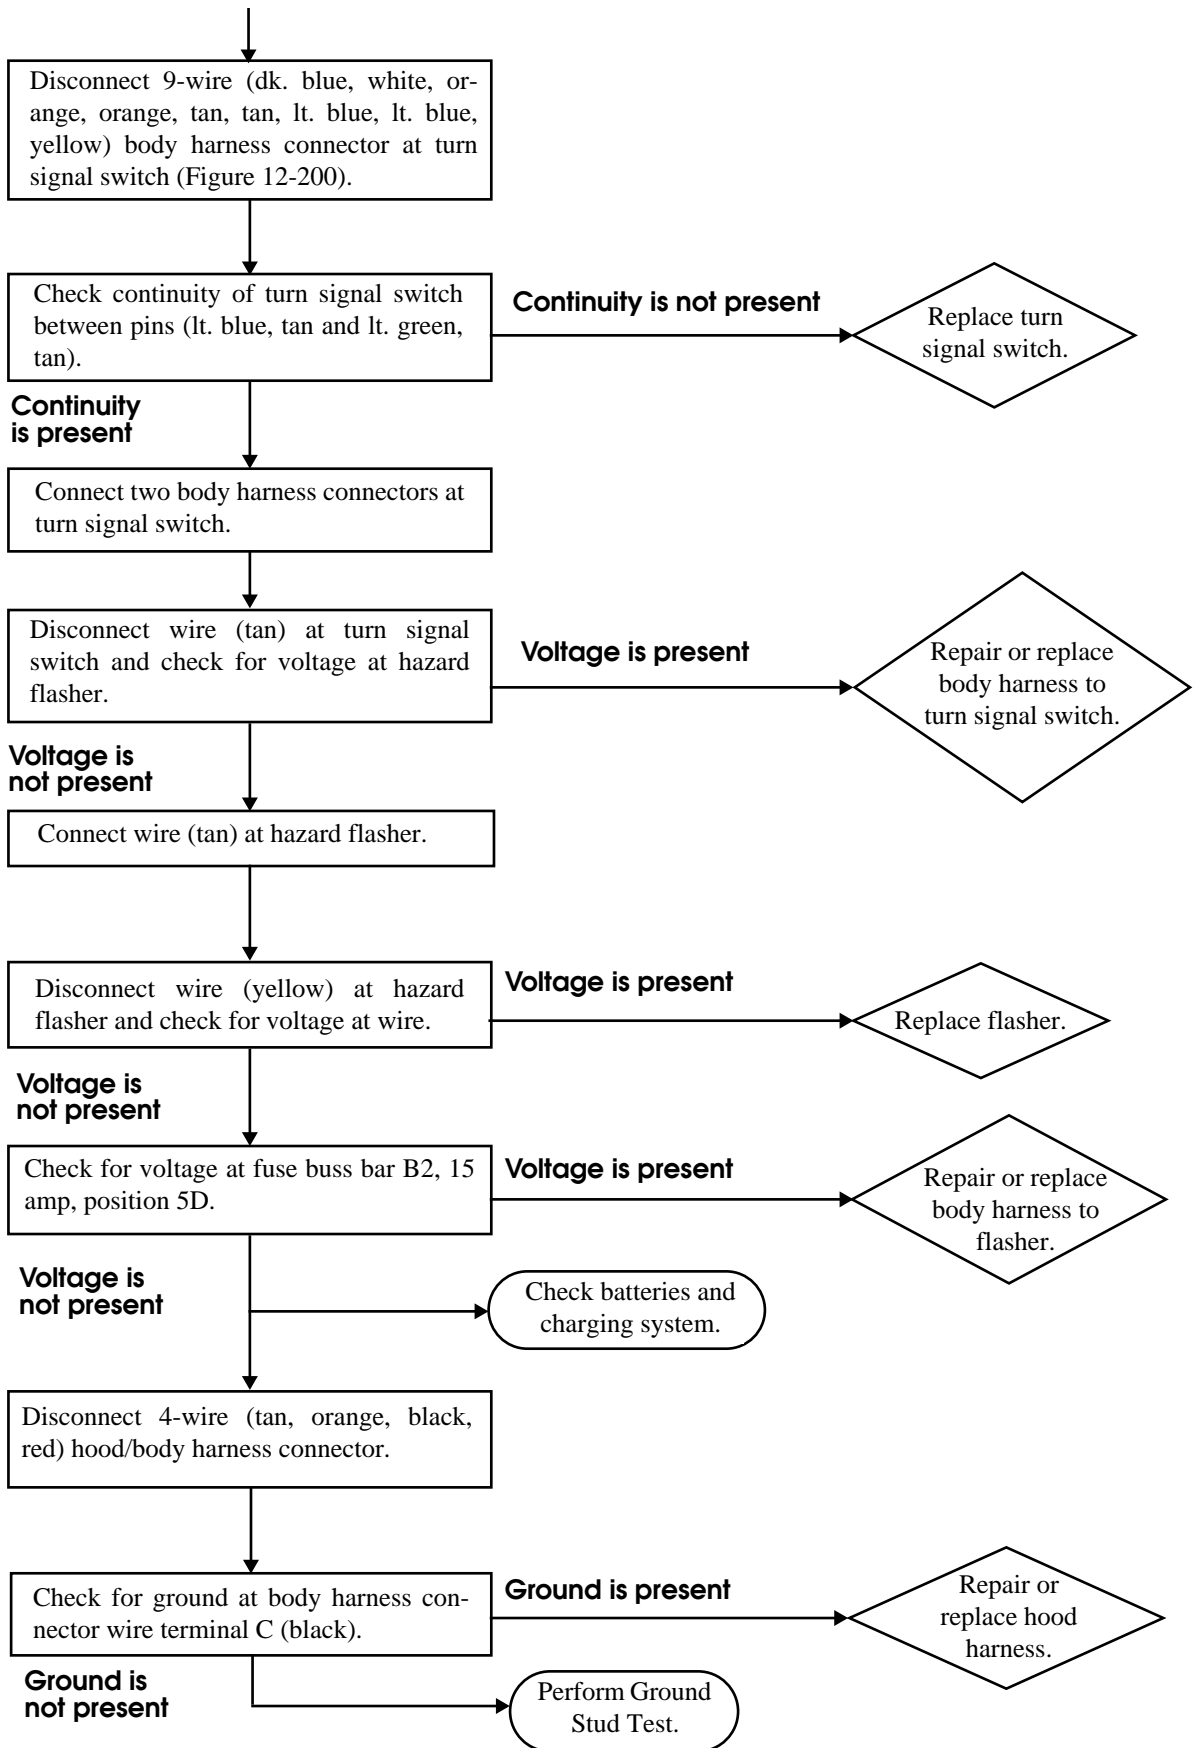 Disconnect 9-wire (dk. blue, white, or-
ange, orange, tan, tan, lt. blue, lt. blue,
yellow) body harness connector at turn
signal switch (Figure 12-200).
Check continuity of turn signal switch
between pins (lt. blue, tan and lt. green,
tan).
Continuity is not present
Replace turn
signal switch.
Continuity
is present
Connect two body harness connectors at
turn signal switch.
Disconnect wire (tan) at turn signal
switch and check for voltage at hazard
flasher.
Voltage is present
Repair or replace
body harness to
turn signal switch.
Voltage is
not present
Connect wire (tan) at hazard flasher.
Disconnect wire (yellow) at hazard
flasher and check for voltage at wire.
Voltage is present
Replace flasher.
Voltage is
not present
Check for voltage at fuse buss bar B2, 15
amp, position 5D.
Voltage is present
Repair or replace
body harness to
flasher.
Voltage is
not present
Check batteries and
charging system.
Disconnect 4-wire (tan, orange, black,
red) hood/body harness connector.
Check for ground at body harness con-
nector wire terminal C (black).
Ground is present
Repair or
replace hood
harness.
Ground is
not present
Perform Ground
Stud Test.